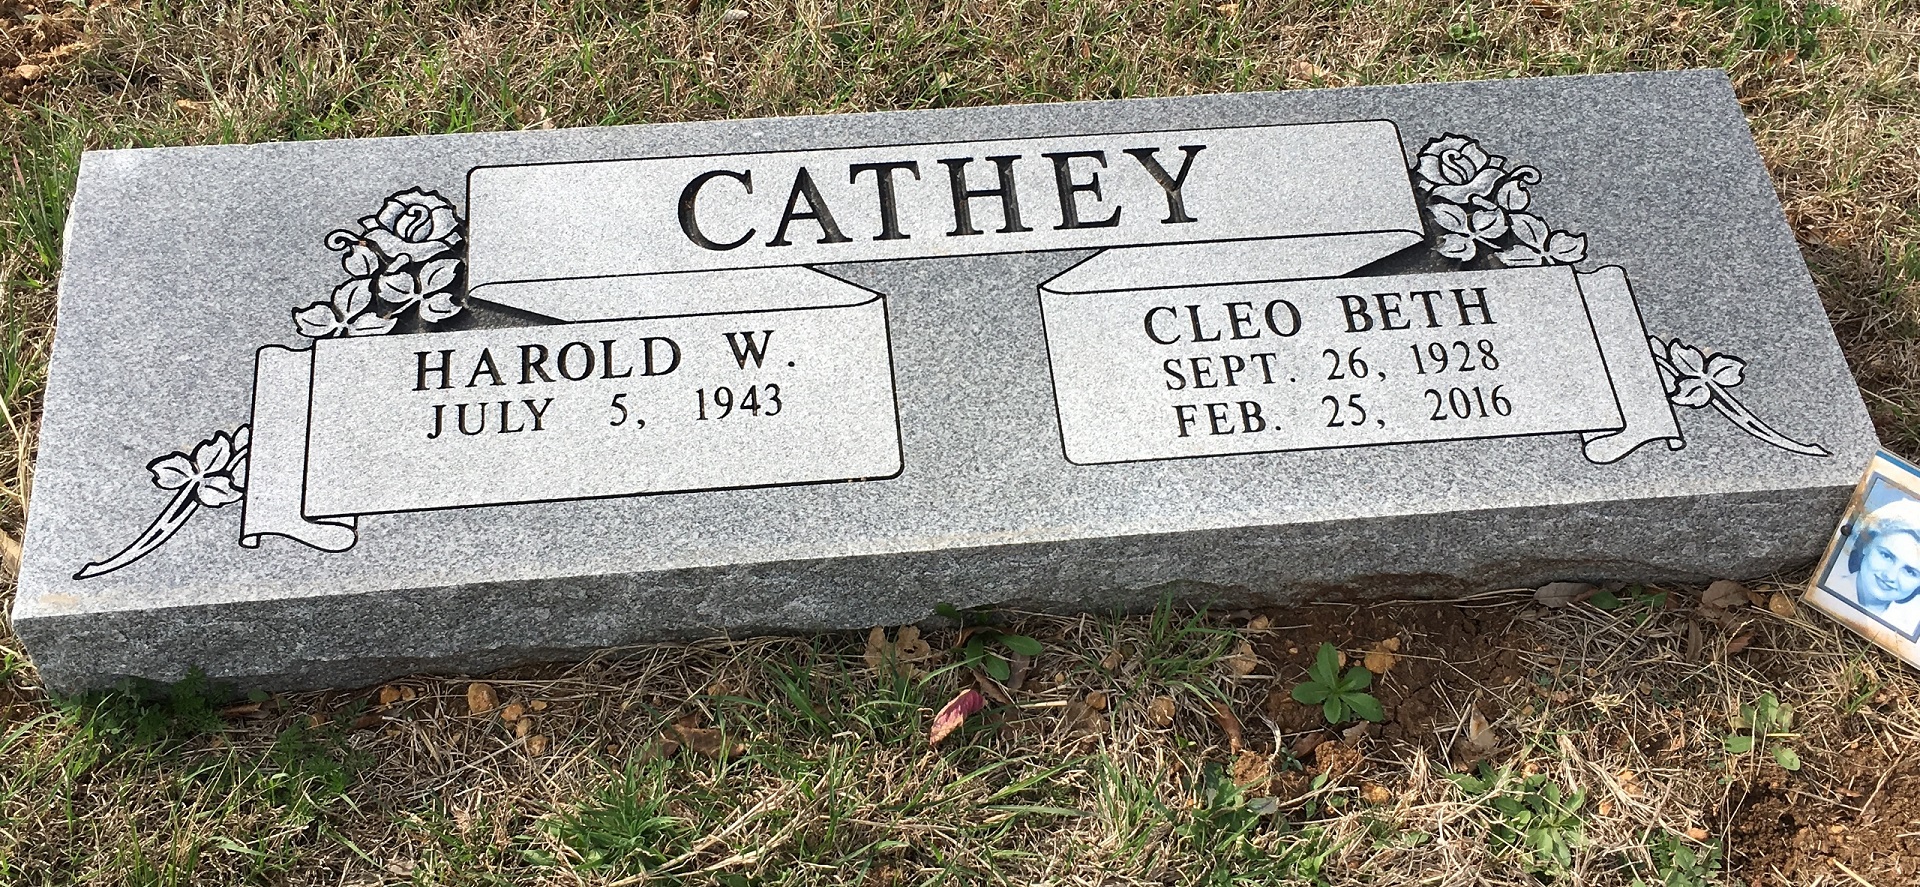 CATHEY
HAROLD W.
JULY 5, 1943
CLEO BETH
SEPT. 26, 1928
FEB. 25, 2016